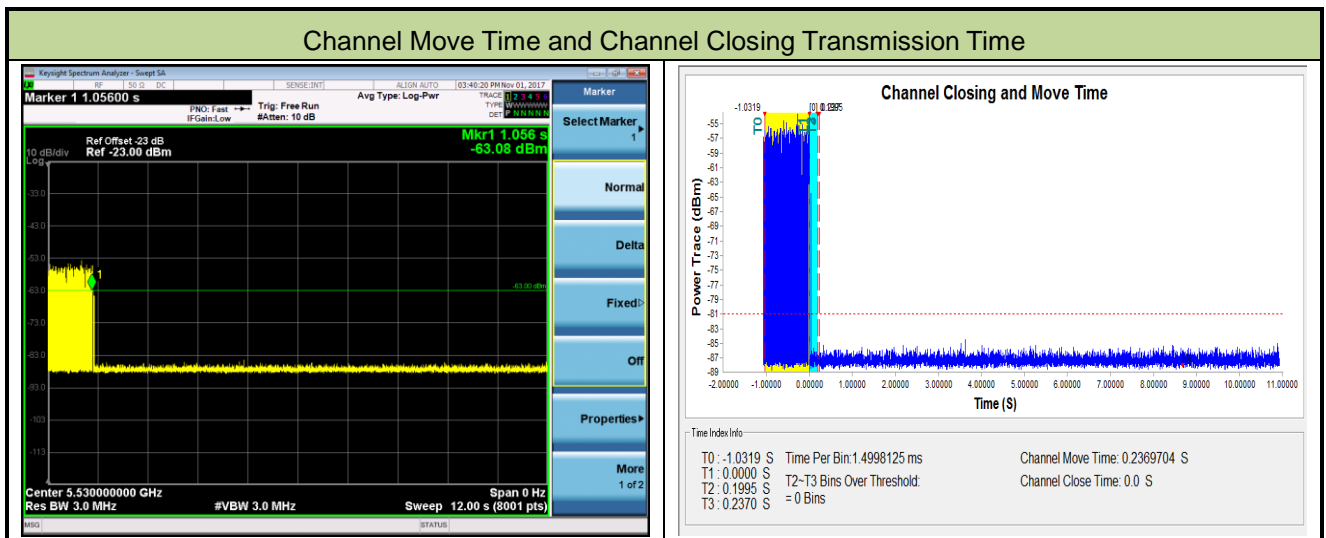 Channel Move Time and Channel Closing Transmission Time
Keysight Spectrum Analyzer - Swept SA
RF 50 Ω DC SENSE:INT ALIGN AUTO 03:40:20 PM Nov 01, 2017
Marker 1 1.05600 s
PNO: Fast
IFGain:Low
Trig: Free Run
#Atten: 10 dB
Avg Type: Log-Pwr
TRACE 1 2 3 4 5 6
TYPE
DET P N N N N N
Ref Offset -23 dB
10 dB/div Ref -23.00 dBm
Log
Mkr1 1.056 s
-63.08 dBm
-33.0
-43.0
-53.0
1
-63.0
-63.00 dBm
-73.0
-83.0
-93.0
-103
-113
Center 5.530000000 GHz Span 0 Hz
Res BW 3.0 MHz #VBW 3.0 MHz Sweep 12.00 s (8001 pts)
MSG STATUS
Marker
Select Marker
1
Normal
Delta
Fixed
Off
Properties
More
1 of 2
Channel Closing and Move Time
-1.0319
T0
Power Trace (dBm)
-55
-57
-59
-61
-63
-65
-67
-69
-71
-73
-75
-77
-79
-81
-83
-85
-87
-89
-2.00000 -1.00000 0.00000 1.00000 2.00000 3.00000 4.00000 5.00000 6.00000 7.00000 8.00000 9.00000 10.00000 11.00000
Time (S)
Time Index Info
T0 : -1.0319 S
T1 : 0.0000 S
T2 : 0.1995 S
T3 : 0.2370 S
Time Per Bin:1.4998125 ms
T2~T3 Bins Over Threshold:
= 0 Bins
Channel Move Time: 0.2369704 S
Channel Close Time: 0.0 S